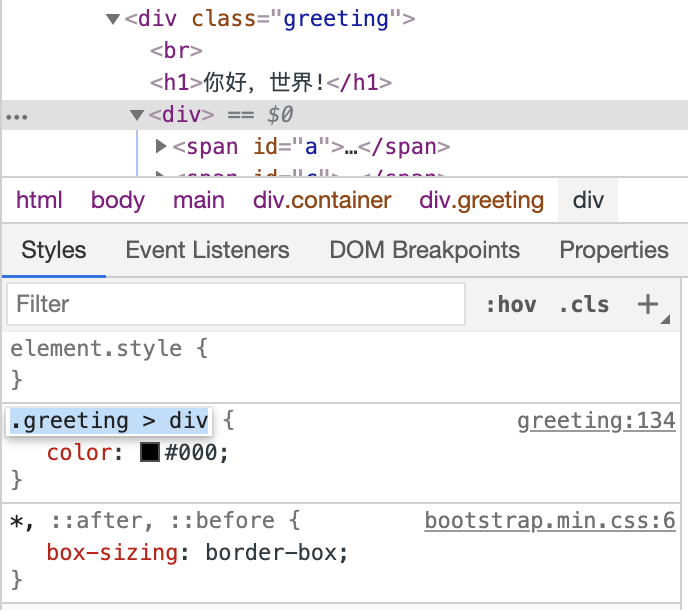 ▼<div class="greeting">
<br>
<h1>你好，世界!</h1>
… ▼<div> == $0
▶<span id="a">…</span>
html body main div.container div.greeting div
Styles Event Listeners DOM Breakpoints Properties
Filter :hov .cls +
element.style {
}
.greeting > div { greeting:134
color: #000;
}
*, ::after, ::before { bootstrap.min.css:6
box-sizing: border-box;
}